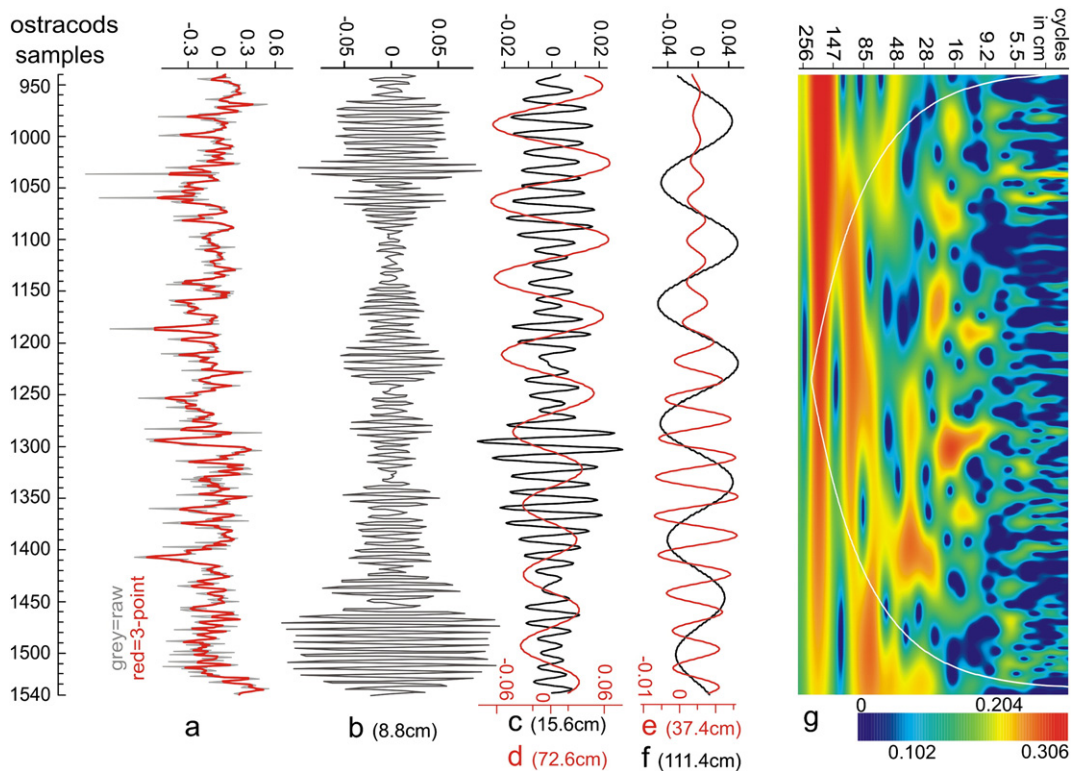 ostracods
samples
-0.3 0 0.3 0.6
-0.05 0 0.05
-0.02 0 0.02
-0.04 0 0.04
cycles
in cm
256 147 85 48 28 16 9.2 5.5
950
1000
1050
1100
1150
1200
1250
1300
1350
1400
1450
1500
1540
grey=raw
red=3-point
-0.06 0 0.06
-0.01 0
a
b (8.8cm)
c (15.6cm)
d (72.6cm)
e (37.4cm)
f (111.4cm)
g
0 0.204
0.102 0.306